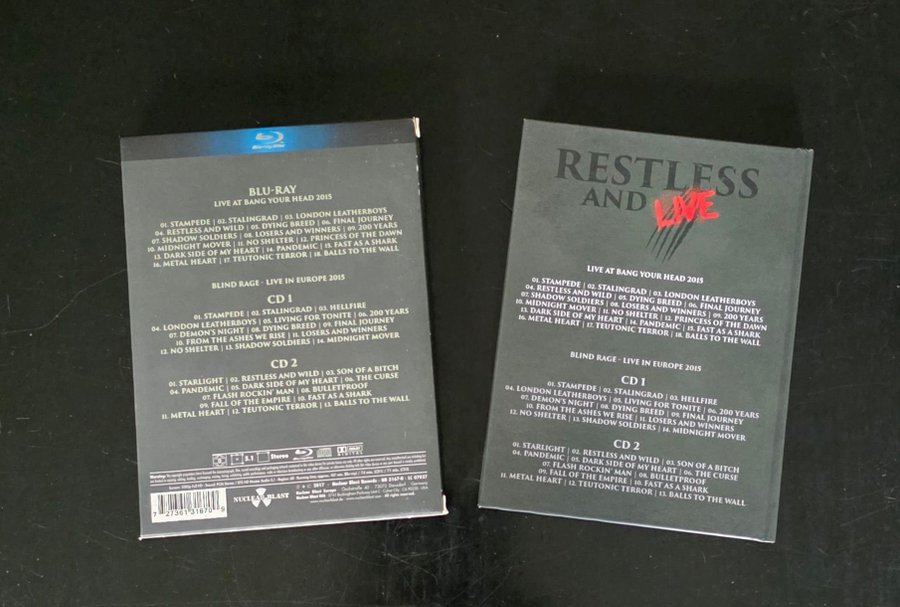 Blu-ray Disc
BLU-RAY
LIVE AT BANG YOUR HEAD 2015
01. STAMPEDE | 02. STALINGRAD | 03. LONDON LEATHERBOYS
04. RESTLESS AND WILD | 05. DYING BREED | 06. FINAL JOURNEY
07. SHADOW SOLDIERS | 08. LOSERS AND WINNERS | 09. 200 YEARS
10. MIDNIGHT MOVER | 11. NO SHELTER | 12. PRINCESS OF THE DAWN
13. DARK SIDE OF MY HEART | 14. PANDEMIC | 15. FAST AS A SHARK
16. METAL HEART | 17. TEUTONIC TERROR | 18. BALLS TO THE WALL
BLIND RAGE - LIVE IN EUROPE 2015
CD 1
01. STAMPEDE | 02. STALINGRAD | 03. HELLFIRE
04. LONDON LEATHERBOYS | 05. LIVING FOR TONITE | 06. 200 YEARS
07. DEMON'S NIGHT | 08. DYING BREED | 09. FINAL JOURNEY
10. FROM THE ASHES WE RISE | 11. LOSERS AND WINNERS
12. NO SHELTER | 13. SHADOW SOLDIERS | 14. MIDNIGHT MOVER
CD 2
01. STARLIGHT | 02. RESTLESS AND WILD | 03. SON OF A BITCH
04. PANDEMIC | 05. DARK SIDE OF MY HEART | 06. THE CURSE
07. FLASH ROCKIN' MAN | 08. BULLETPROOF
09. FALL OF THE EMPIRE | 10. FAST AS A SHARK
11. METAL HEART | 12. TEUTONIC TERROR | 13. BALLS TO THE WALL
5.1 Stereo
DOLBY
NUCLEAR BLAST
2017 - Nuclear Blast Records
Nuclear Blast Europe
www.nuclearblast.com
RESTLESS
AND LIVE
LIVE AT BANG YOUR HEAD 2015
01. STAMPEDE | 02. STALINGRAD | 03. LONDON LEATHERBOYS
04. RESTLESS AND WILD | 05. DYING BREED | 06. FINAL JOURNEY
07. SHADOW SOLDIERS | 08. LOSERS AND WINNERS | 09. 200 YEARS
10. MIDNIGHT MOVER | 11. NO SHELTER | 12. PRINCESS OF THE DAWN
13. DARK SIDE OF MY HEART | 14. PANDEMIC | 15. FAST AS A SHARK
16. METAL HEART | 17. TEUTONIC TERROR | 18. BALLS TO THE WALL
BLIND RAGE - LIVE IN EUROPE 2015
CD 1
01. STAMPEDE | 02. STALINGRAD | 03. HELLFIRE
04. LONDON LEATHERBOYS | 05. LIVING FOR TONITE | 06. 200 YEARS
07. DEMON'S NIGHT | 08. DYING BREED | 09. FINAL JOURNEY
10. FROM THE ASHES WE RISE | 11. LOSERS AND WINNERS
12. NO SHELTER | 13. SHADOW SOLDIERS | 14. MIDNIGHT MOVER
CD 2
01. STARLIGHT | 02. RESTLESS AND WILD | 03. SON OF A BITCH
04. PANDEMIC | 05. DARK SIDE OF MY HEART | 06. THE CURSE
07. FLASH ROCKIN' MAN | 08. BULLETPROOF
09. FALL OF THE EMPIRE | 10. FAST AS A SHARK
11. METAL HEART | 12. TEUTONIC TERROR | 13. BALLS TO THE WALL